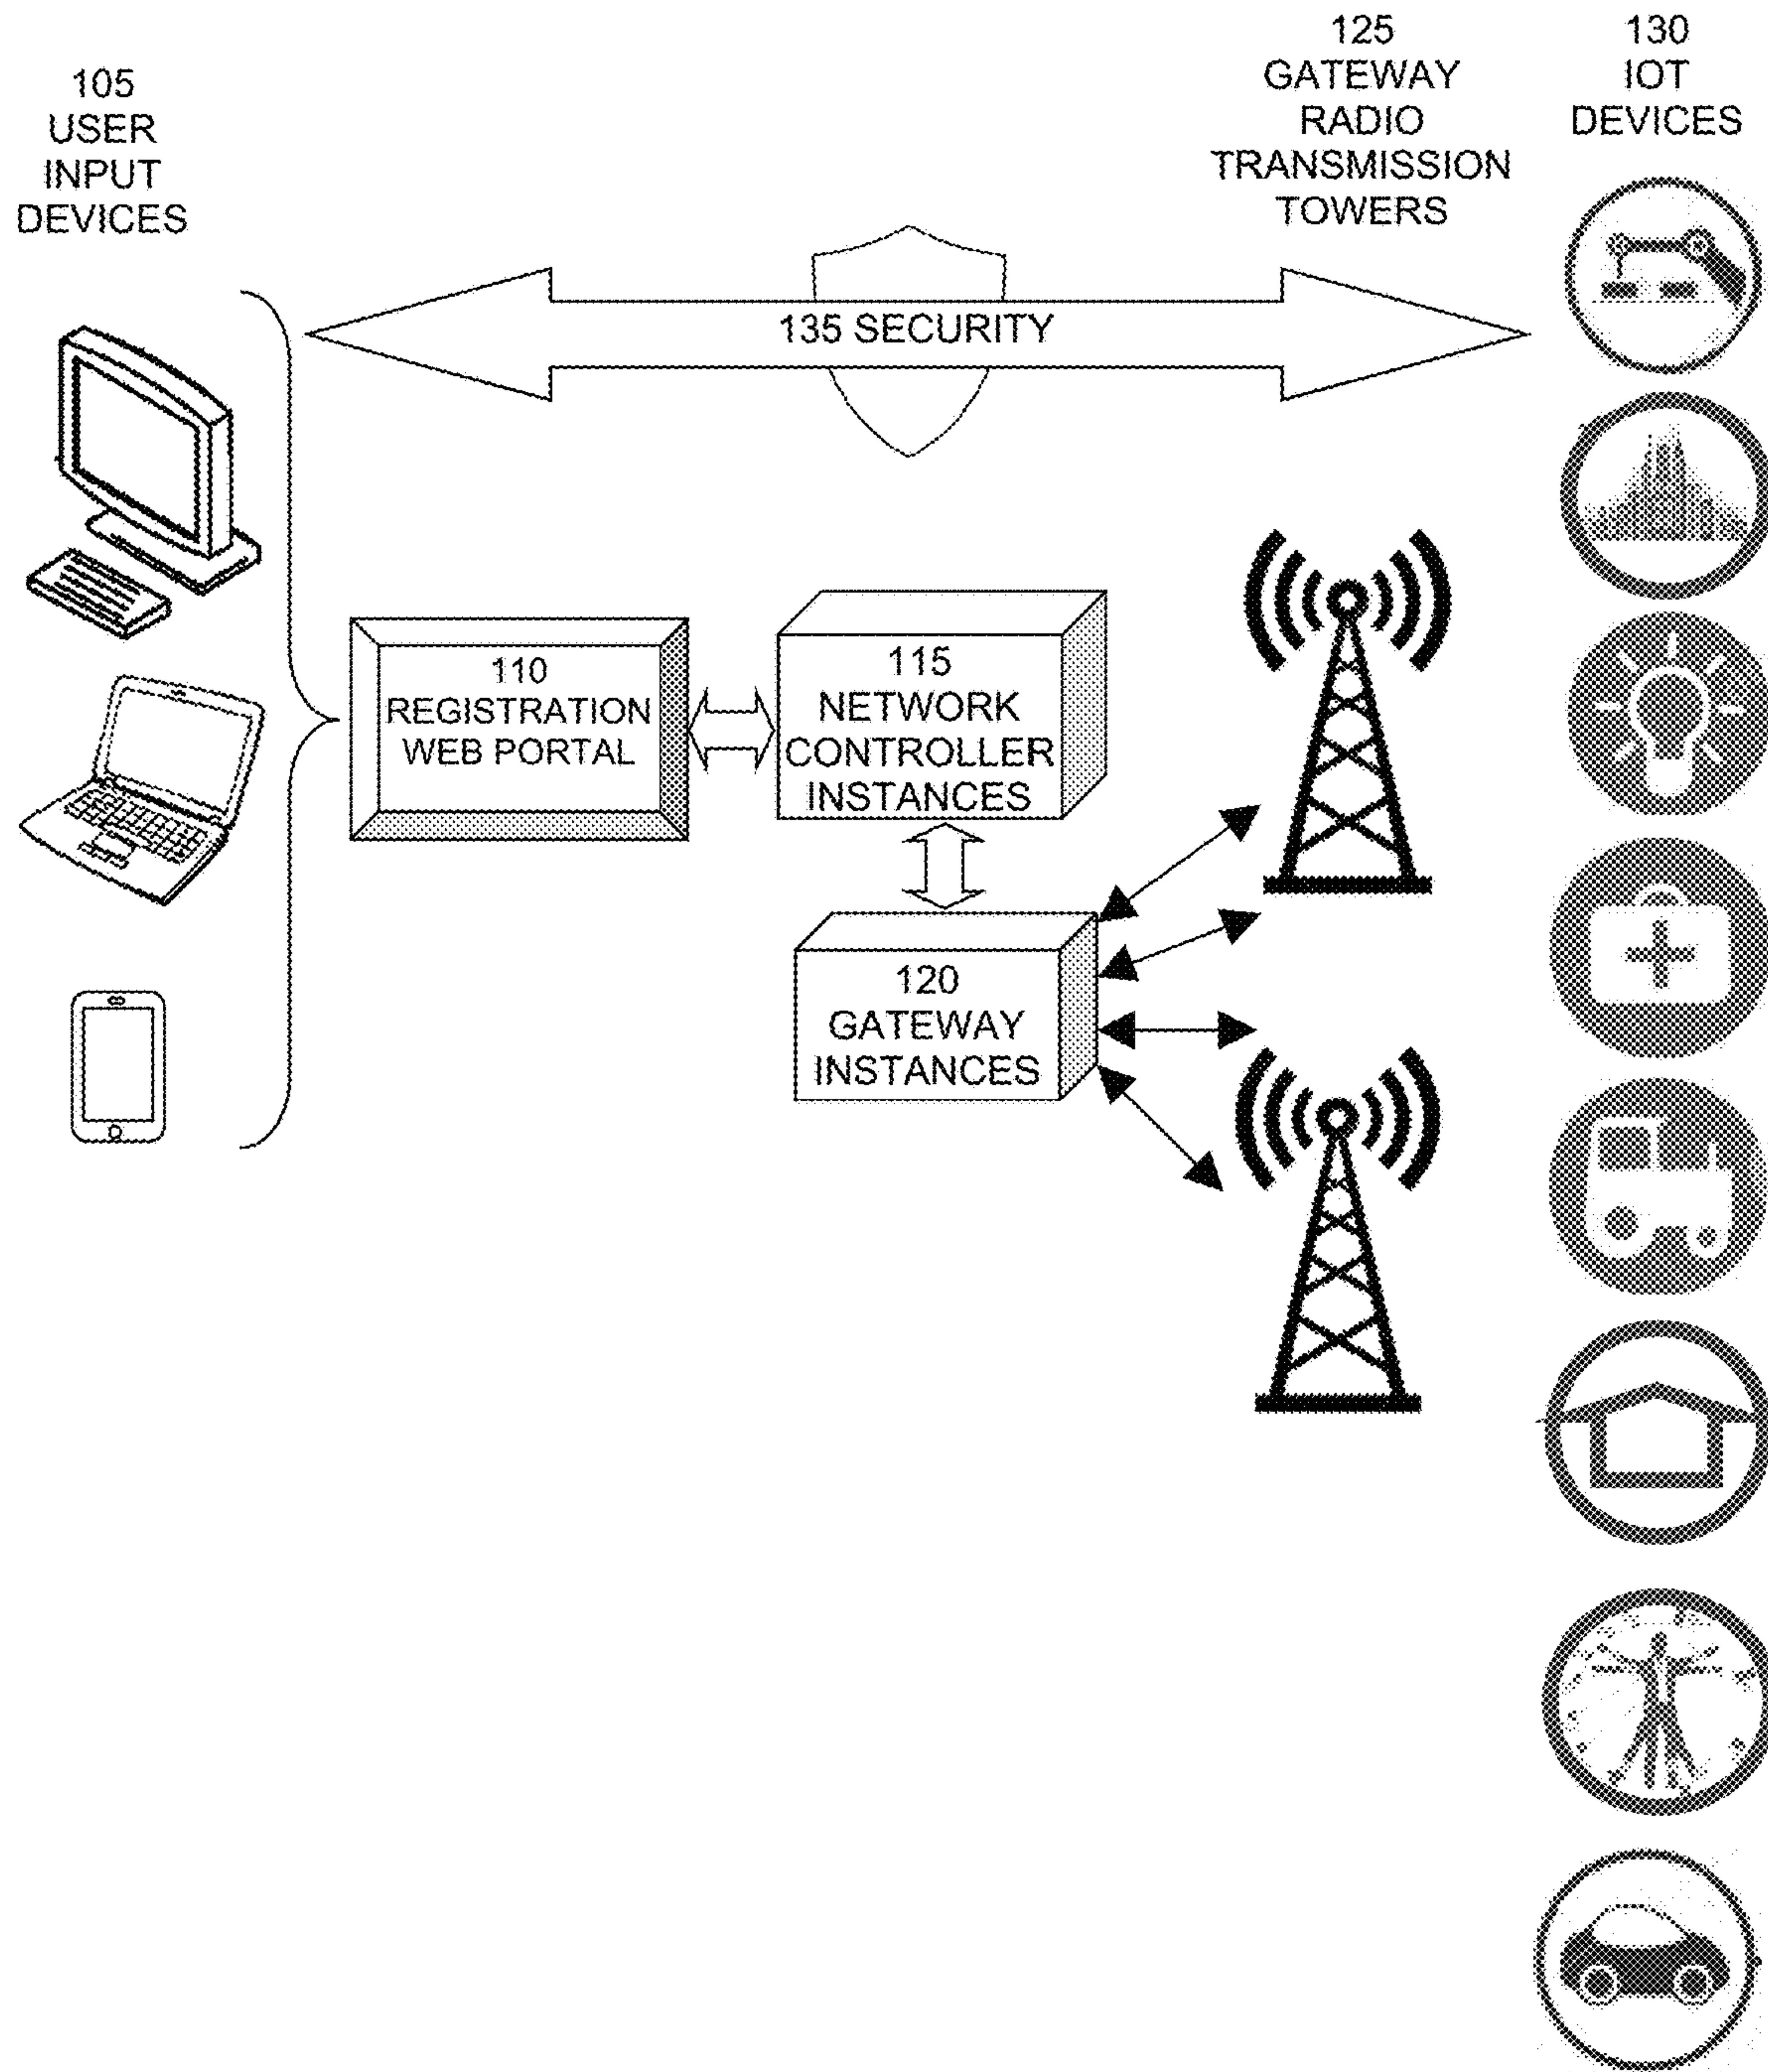 105
USER
INPUT
DEVICES
125
GATEWAY
RADIO
TRANSMISSION
TOWERS
130
IOT
DEVICES
135 SECURITY
110
REGISTRATION
WEB PORTAL
115
NETWORK
CONTROLLER
INSTANCES
120
GATEWAY
INSTANCES